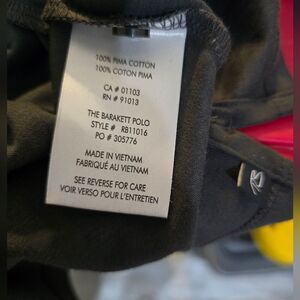 100% PIMA COTTON
100% COTON PIMA
CA # 01103
RN # 91013
THE BARAKETT POLO
STYLE # RB11016
PO # 305776
MADE IN VIETNAM
FABRIQUÉ AU VIETNAM
SEE REVERSE FOR CARE
VOIR VERSO POUR L'ENTRETIEN